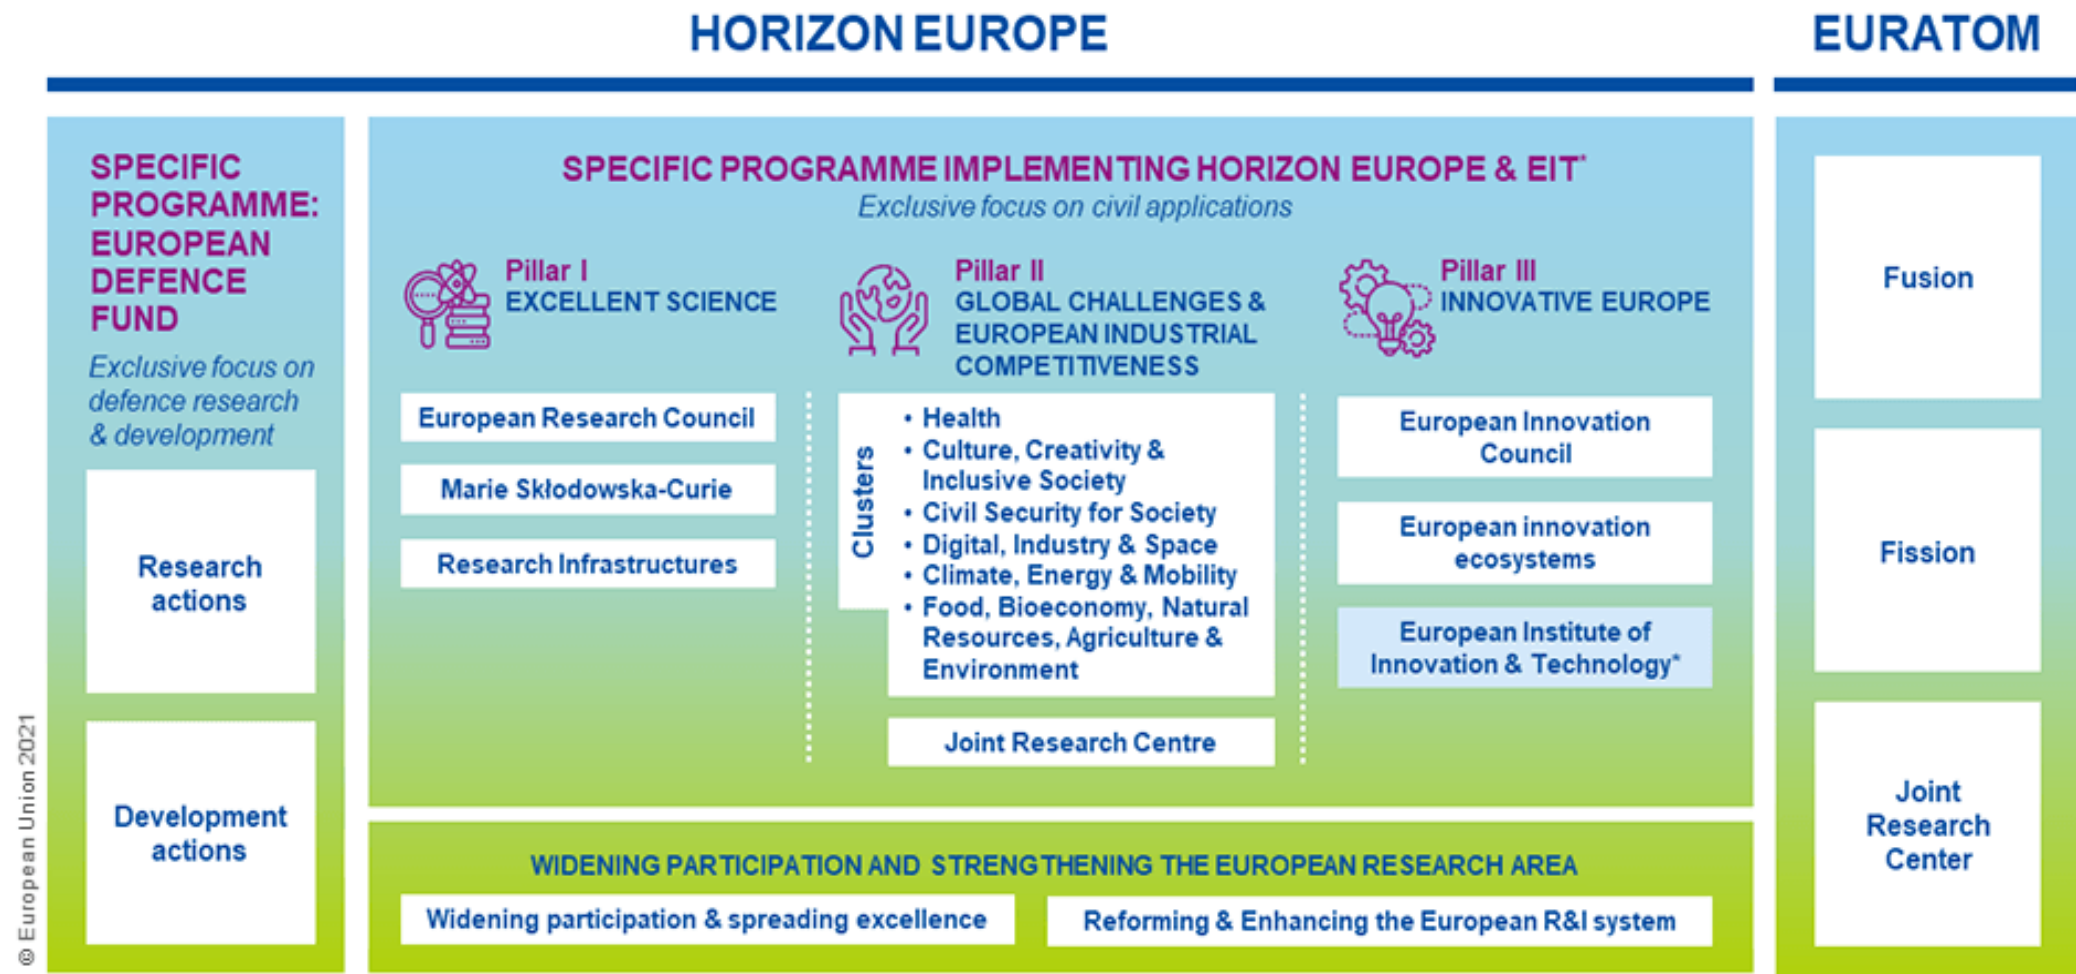 HORIZON EUROPE
EURATOM
SPECIFIC
PROGRAMME:
EUROPEAN
DEFENCE
FUND
Exclusive focus on
defence research
& development
Research
actions
Development
actions
SPECIFIC PROGRAMME IMPLEMENTING HORIZON EUROPE & EIT*
Exclusive focus on civil applications
Pillar I
EXCELLENT SCIENCE
European Research Council
Marie Skłodowska-Curie
Research Infrastructures
Pillar II
GLOBAL CHALLENGES &
EUROPEAN INDUSTRIAL
COMPETITIVENESS
Clusters
• Health
• Culture, Creativity &
Inclusive Society
• Civil Security for Society
• Digital, Industry & Space
• Climate, Energy & Mobility
• Food, Bioeconomy, Natural
Resources, Agriculture &
Environment
Joint Research Centre
Pillar III
INNOVATIVE EUROPE
European Innovation
Council
European innovation
ecosystems
European Institute of
Innovation & Technology*
WIDENING PARTICIPATION AND STRENGTHENING THE EUROPEAN RESEARCH AREA
Widening participation & spreading excellence
Reforming & Enhancing the European R&I system
Fusion
Fission
Joint
Research
Center
© European Union 2021